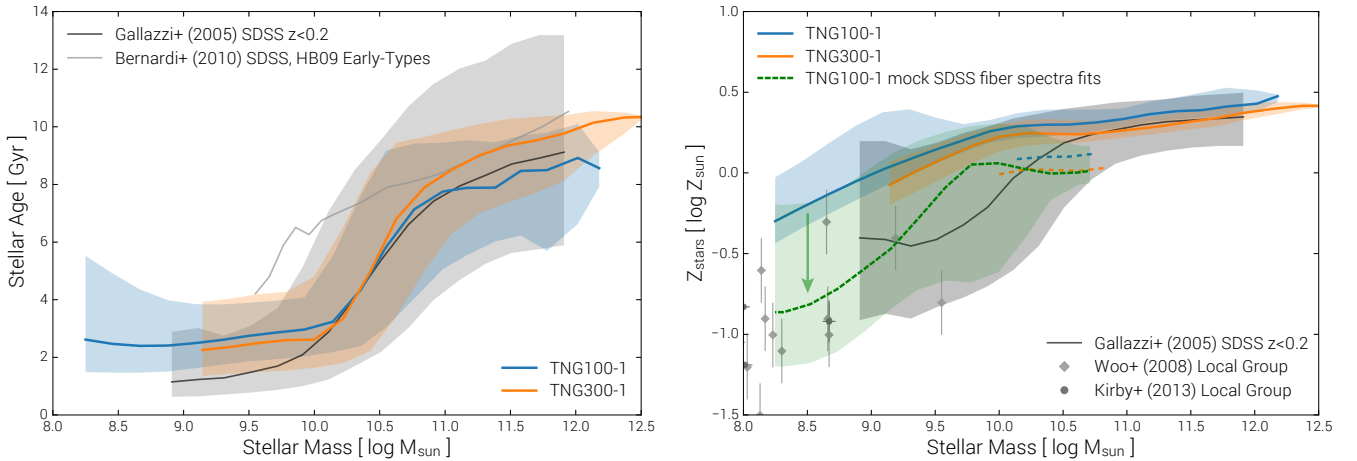 Gallazzi+ (2005) SDSS z<0.2
Bernardi+ (2010) SDSS, HB09 Early-Types
TNG100-1
TNG300-1
Stellar Age [ Gyr ]
14
12
10
8
6
4
2
0
8.0 8.5 9.0 9.5 10.0 10.5 11.0 11.5 12.0 12.5
Stellar Mass [ log M_sun ]
TNG100-1
TNG300-1
TNG100-1 mock SDSS fiber spectra fits
Gallazzi+ (2005) SDSS z<0.2
Woo+ (2008) Local Group
Kirby+ (2013) Local Group
Z_stars [ log Z_sun ]
1.0
0.5
0.0
−0.5
−1.0
−1.5
8.0 8.5 9.0 9.5 10.0 10.5 11.0 11.5 12.0 12.5
Stellar Mass [ log M_sun ]